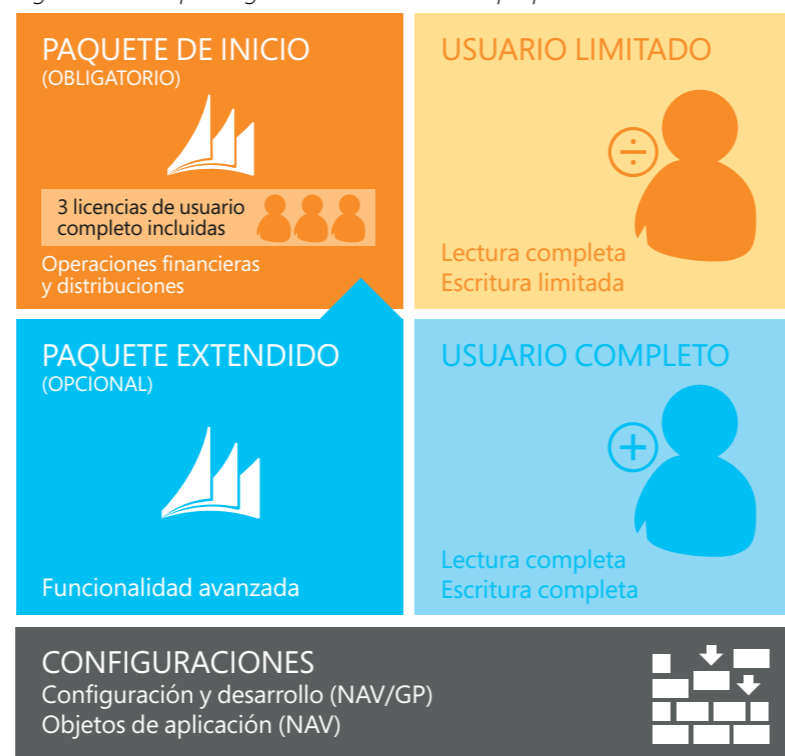 PAQUETE DE INICIO
(OBLIGATORIO)
3 licencias de usuario
completo incluidas
Operaciones financieras
y distribuciones
USUARIO LIMITADO
Lectura completa
Escritura limitada
PAQUETE EXTENDIDO
(OPCIONAL)
Funcionalidad avanzada
USUARIO COMPLETO
Lectura completa
Escritura completa
CONFIGURACIONES
Configuración y desarrollo (NAV/GP)
Objetos de aplicación (NAV)